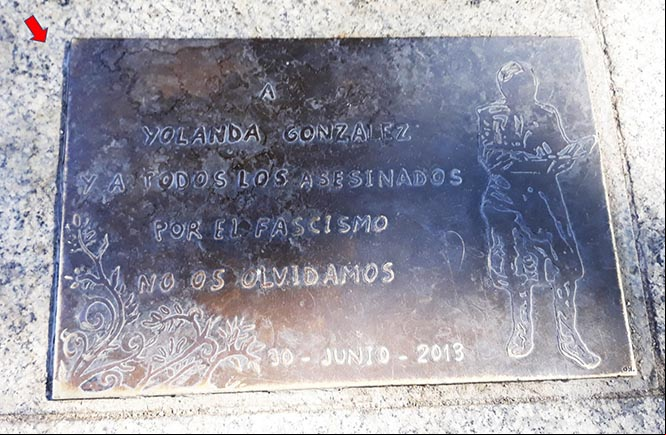 A
YOLANDA GONZALEZ
Y A TODOS LOS ASESINADOS
POR EL FASCISMO
NO OS OLVIDAMOS
30 - JUNIO - 2013